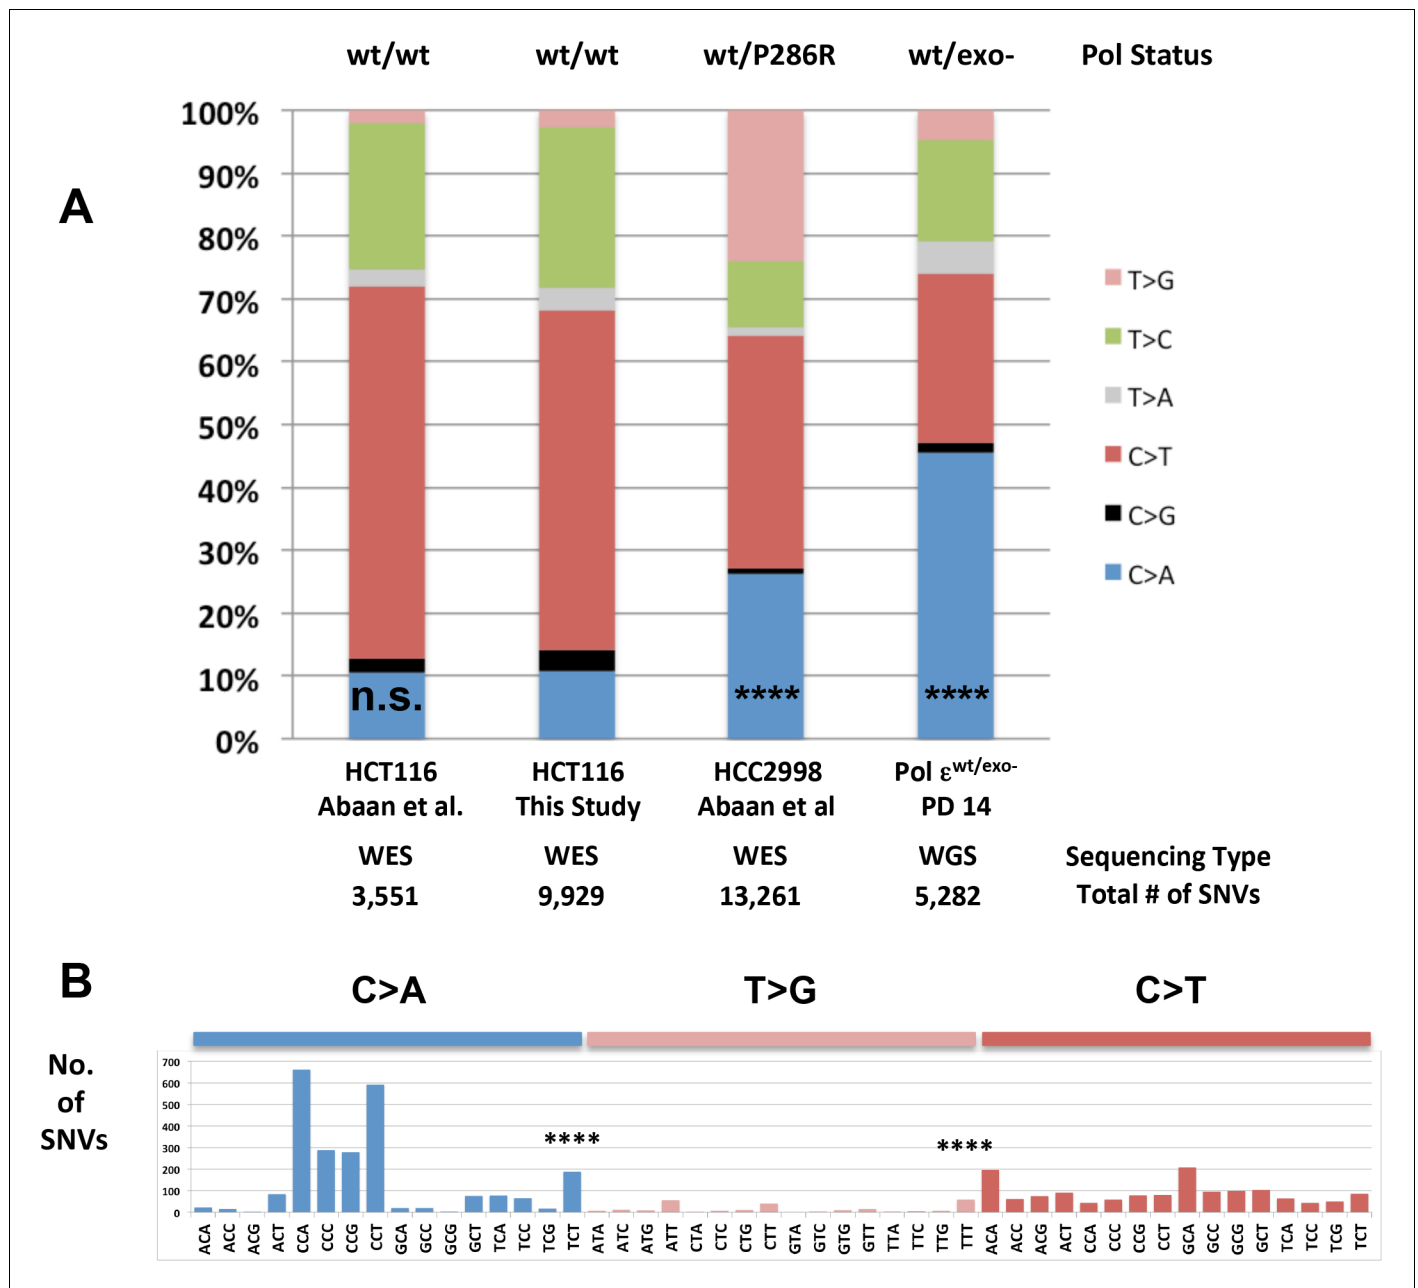 wt/wt wt/wt wt/P286R wt/exo- Pol Status
A
100%
90%
80%
70%
60%
50%
40%
30%
20%
10%
0%
n.s. **** ****
T>G
T>C
T>A
C>T
C>G
C>A
HCT116 HCT116 HCC2998 Pol εwt/exo-
Abaan et al. This Study Abaan et al PD 14
WES WES WES WGS Sequencing Type
3,551 9,929 13,261 5,282 Total # of SNVs
B
C>A T>G C>T
No.
of
SNVs
700
600
500
400
300
200
100
0
**** ****
ACA ACC ACG ACT CCA CCC CCG CCT GCA GCC GCG GCT TCA TCC TCG TCT ATA ATC ATG ATT CTA CTC CTG CTT GTA GTC GTG GTT TTA TTC TTG TTT ACA ACC ACG ACT CCA CCC CCG CCT GCA GCC GCG GCT TCA TCC TCG TCT